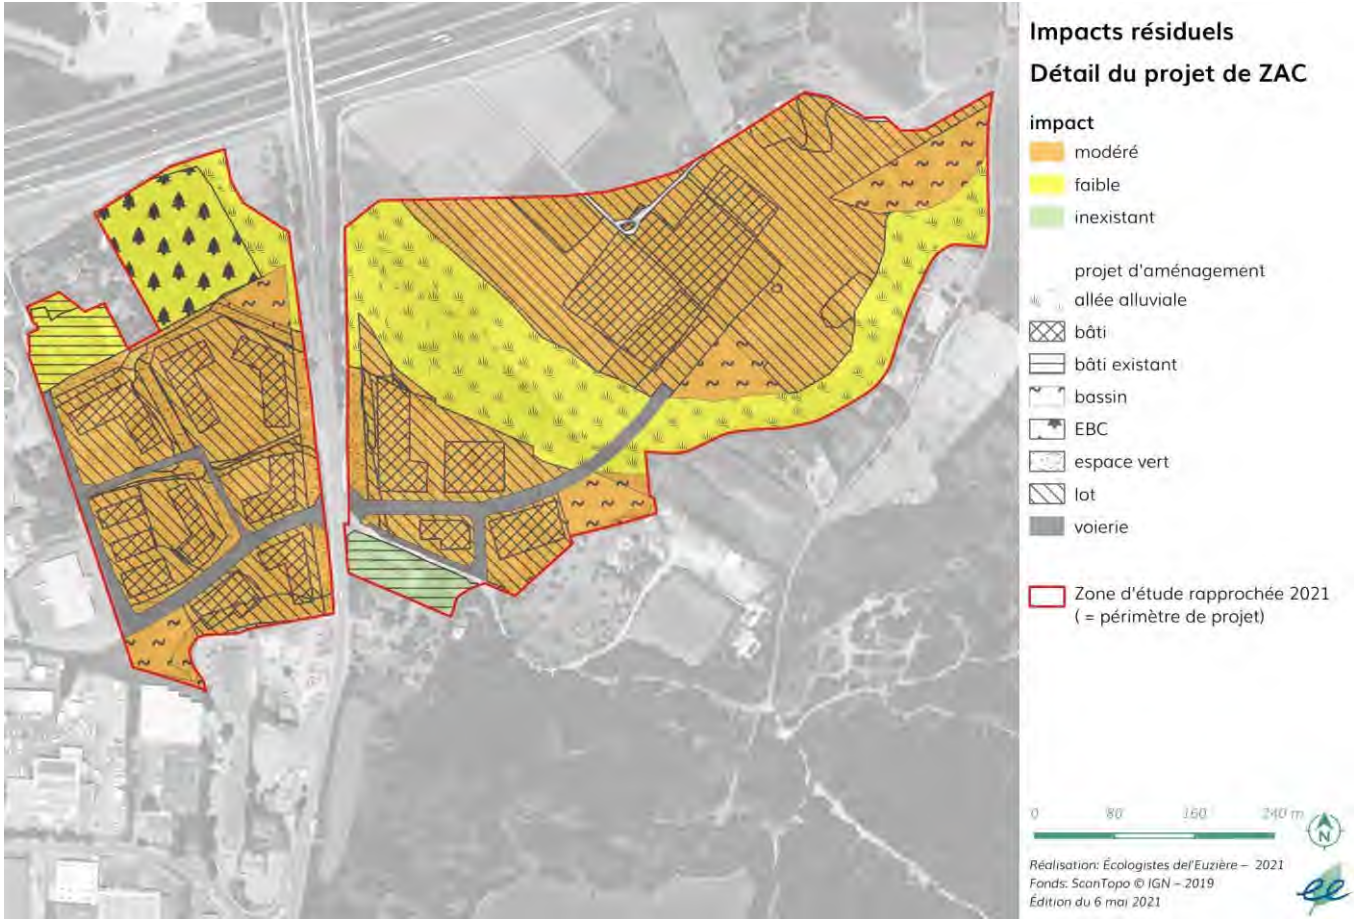 Impacts résiduels
Détail du projet de ZAC
impact
modéré
faible
inexistant
projet d'aménagement
allée alluviale
bâti
bâti existant
bassin
EBC
espace vert
lot
voierie
Zone d'étude rapprochée 2021
( = périmètre de projet)
0 80 160 240 m
N
Réalisation: Écologistes del'Euzière – 2021
Fonds: ScanTopo © IGN – 2019
Édition du 6 mai 2021
ee